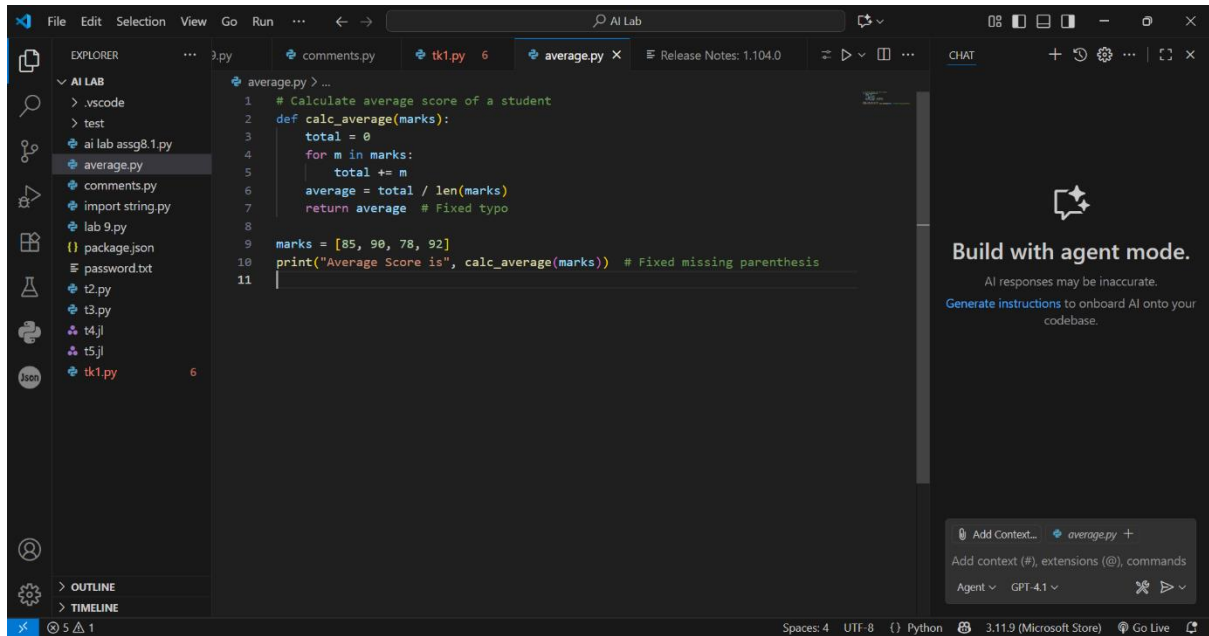 File Edit Selection View Go Run ... AI Lab
EXPLORER ...
AI LAB
.vscode
test
ai lab assg8.1.py
average.py
comments.py
import string.py
lab 9.py
{} package.json
password.txt
t2.py
t3.py
t4.jl
t5.jl
tk1.py 6
OUTLINE
TIMELINE
9.py comments.py tk1.py 6 average.py Release Notes: 1.104.0 ...
average.py > ...
1 # Calculate average score of a student
2 def calc_average(marks):
3 total = 0
4 for m in marks:
5 total += m
6 average = total / len(marks)
7 return average # Fixed typo
8
9 marks = [85, 90, 78, 92]
10 print("Average Score is", calc_average(marks)) # Fixed missing parenthesis
11
CHAT
Build with agent mode.
AI responses may be inaccurate.
Generate instructions to onboard AI onto your
codebase.
Add Context... average.py +
Add context (#), extensions (@), commands
Agent GPT-4.1
Json
5 1 Spaces: 4 UTF-8 {} Python 3.11.9 (Microsoft Store) Go Live